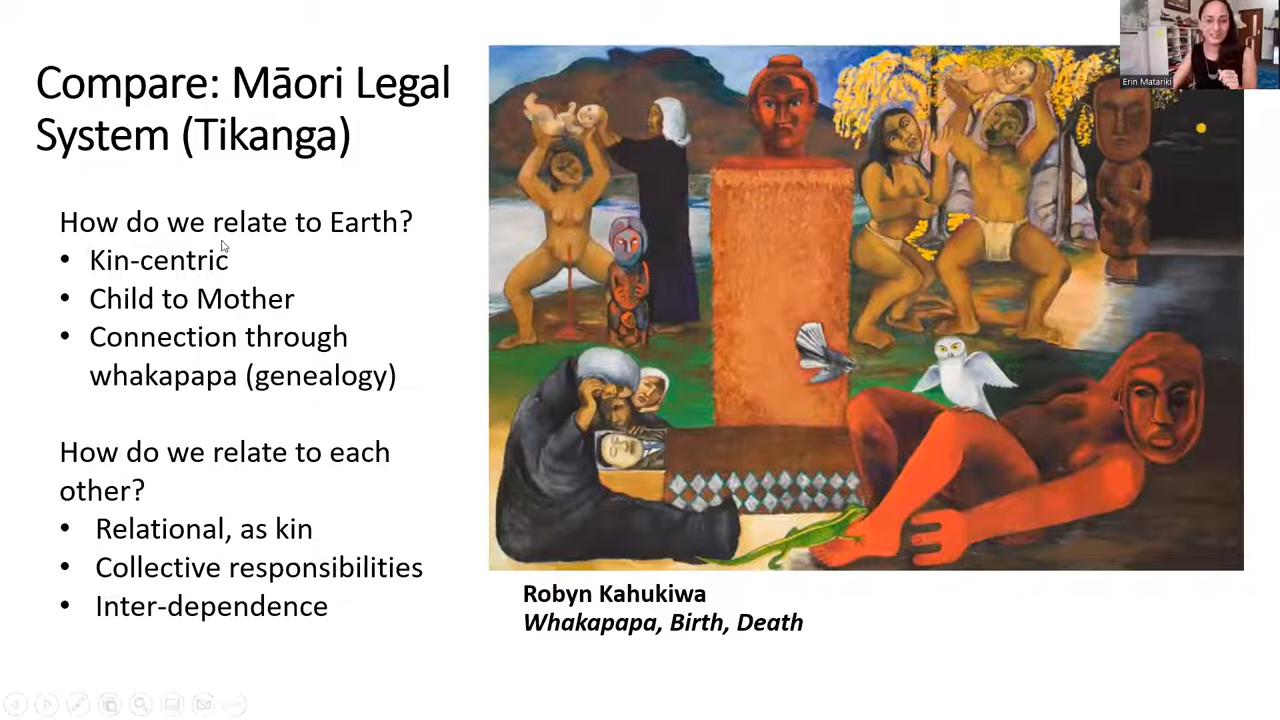 Compare: Māori Legal
System (Tikanga)
How do we relate to Earth?
• Kin-centric
• Child to Mother
• Connection through
whakapapa (genealogy)
How do we relate to each
other?
• Relational, as kin
• Collective responsibilities
• Inter-dependence
Robyn Kahukiwa
Whakapapa, Birth, Death
Erin Matariki